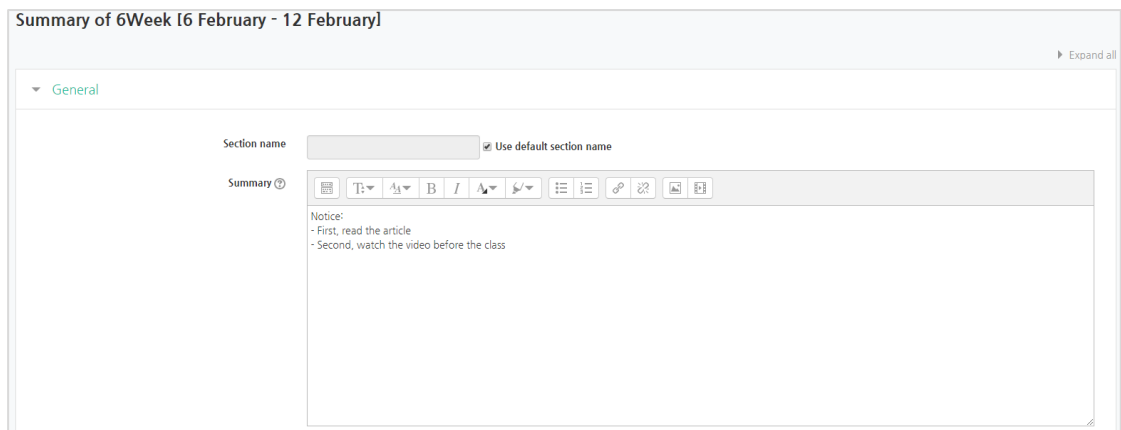 Summary of 6Week [6 February - 12 February]
Expand all
General
Section name
Use default section name
Summary
Notice:
- First, read the article
- Second, watch the video before the class